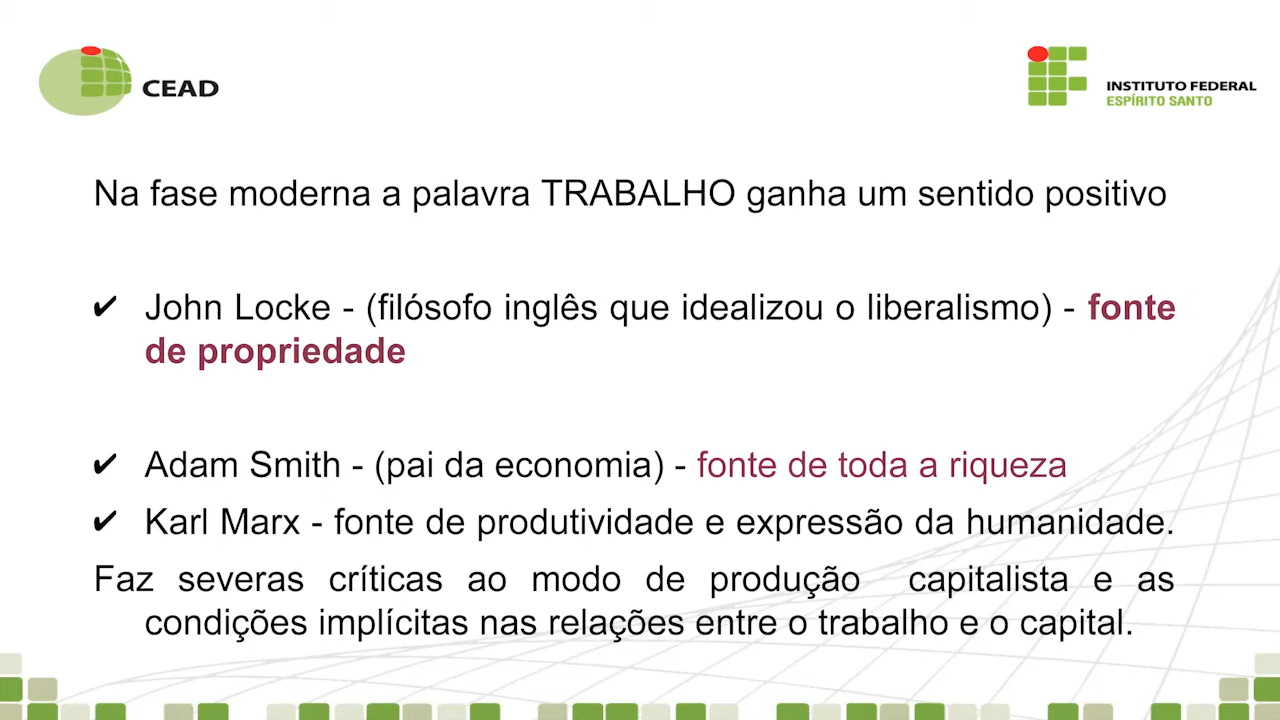 CEAD
INSTITUTO FEDERAL
ESPÍRITO SANTO
Na fase moderna a palavra TRABALHO ganha um sentido positivo
✔ John Locke - (filósofo inglês que idealizou o liberalismo) - fonte
de propriedade
✔ Adam Smith - (pai da economia) - fonte de toda a riqueza
✔ Karl Marx - fonte de produtividade e expressão da humanidade.
Faz severas críticas ao modo de produção capitalista e as
condições implícitas nas relações entre o trabalho e o capital.